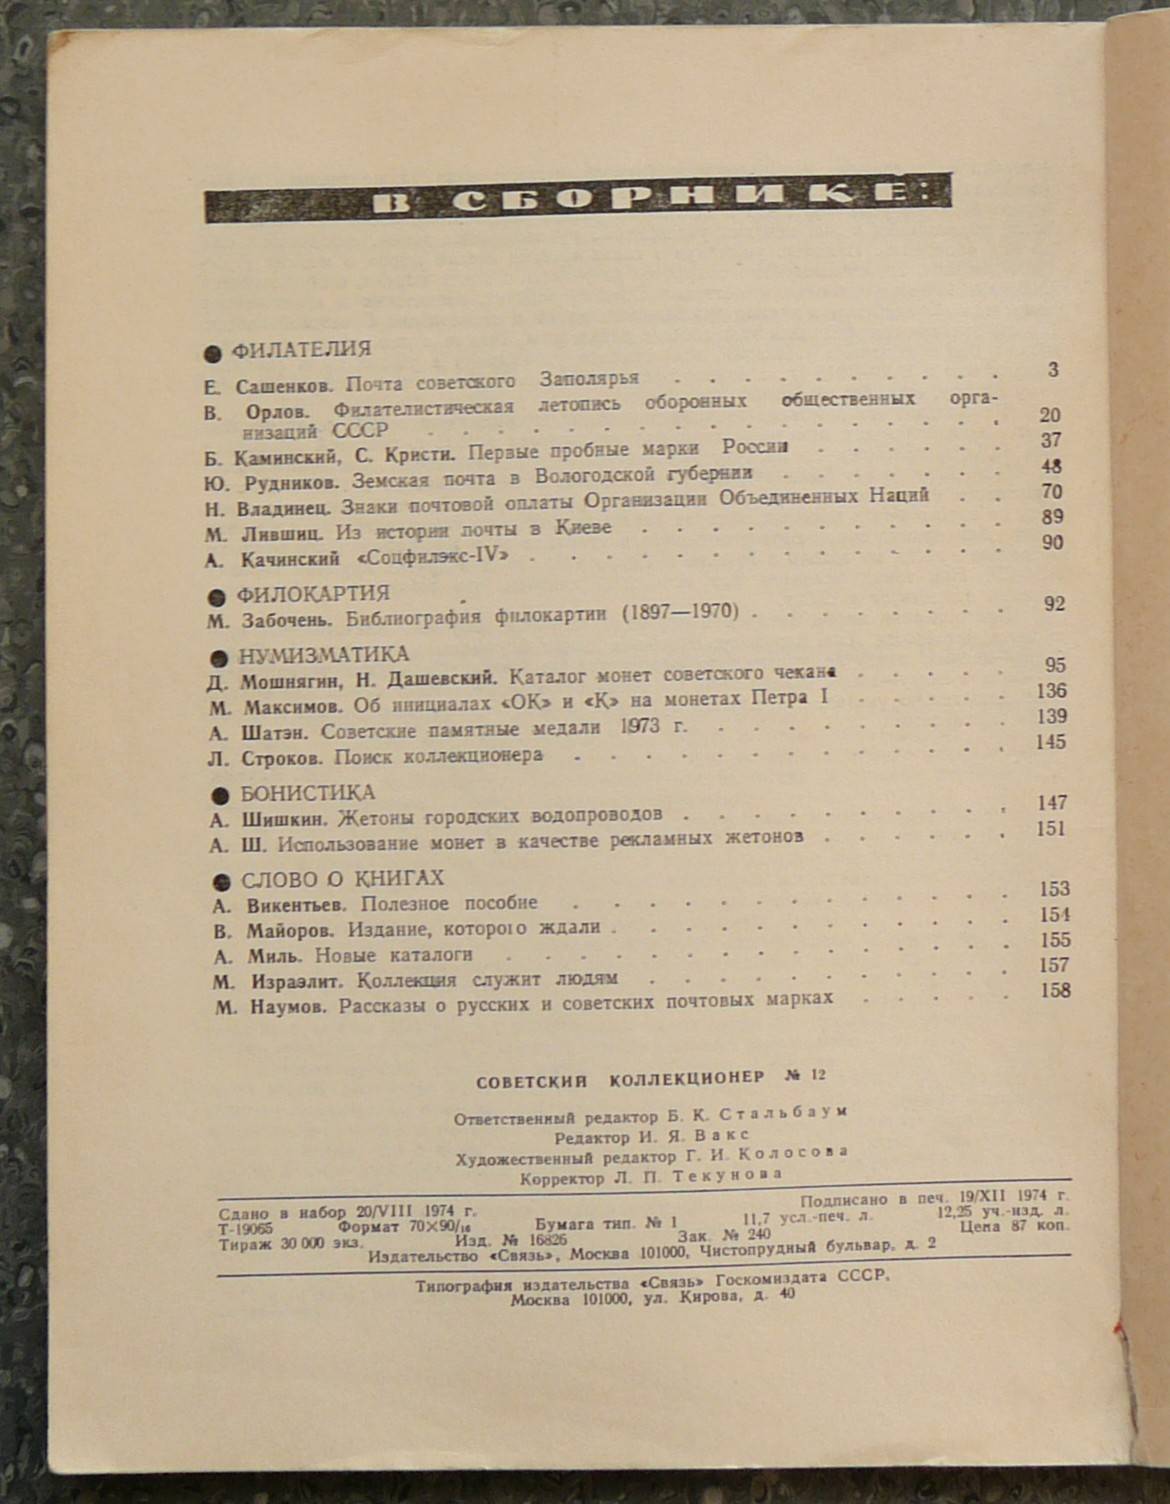 В СБОРНИКЕ:
● ФИЛАТЕЛИЯ
Е. Сашенков. Почта советского Заполярья . . . . . . . . . . 3
В. Орлов. Филателистическая летопись оборонных общественных орга-
низаций СССР . . . . . . . . . . . . . . 20
Б. Каминский, С. Кристи. Первые пробные марки России . . . . . . 37
Ю. Рудников. Земская почта в Вологодской губернии . . . . . . 48
Н. Владинец. Знаки почтовой оплаты Организации Объединенных Наций . . 70
М. Лившиц. Из истории почты в Киеве . . . . . . . . . . . 89
А. Качинский «Соцфилэкс-IV» . . . . . . . . . . . . . 90
● ФИЛОКАРТИЯ
М. Забочень. Библиография филокартии (1897—1970) . . . . . . . . 92
● НУМИЗМАТИКА
Д. Мошнягин, Н. Дашевский. Каталог монет советского чекана . . . . . 95
М. Максимов. Об инициалах «ОК» и «К» на монетах Петра I . . . . . 136
А. Шатэн. Советские памятные медали 1973 г. . . . . . . . . 139
Л. Строков. Поиск коллекционера . . . . . . . . . . . . 145
● БОНИСТИКА
А. Шишкин. Жетоны городских водопроводов . . . . . . . . . 147
А. Ш. Использование монет в качестве рекламных жетонов . . . . . . 151
● СЛОВО О КНИГАХ
А. Викентьев. Полезное пособие . . . . . . . . . . . 153
В. Майоров. Издание, которого ждали . . . . . . . . . . . 154
А. Миль. Новые каталоги . . . . . . . . . . . . . 155
М. Израэлит. Коллекция служит людям . . . . . . . . . . 157
М. Наумов. Рассказы о русских и советских почтовых марках . . . . . 158
СОВЕТСКИЙ КОЛЛЕКЦИОНЕР № 12
Ответственный редактор Б. К. Стальбаум
Редактор И. Я. Вакс
Художественный редактор Г. И. Колосова
Корректор Л. П. Текунова
Сдано в набор 20/VIII 1974 г. Подписано в печ. 19/XII 1974 г.
Т-19065 Формат 70×90/16 Бумага тип. № 1 11,7 усл.-печ. л. 12,25 уч.-изд. л.
Тираж 30 000 экз. Изд. № 16826 Зак. № 240 Цена 87 коп.
Издательство «Связь», Москва 101000, Чистопрудный бульвар, д. 2
Типография издательства «Связь» Госкомиздата СССР,
Москва 101000, ул. Кирова, д. 40